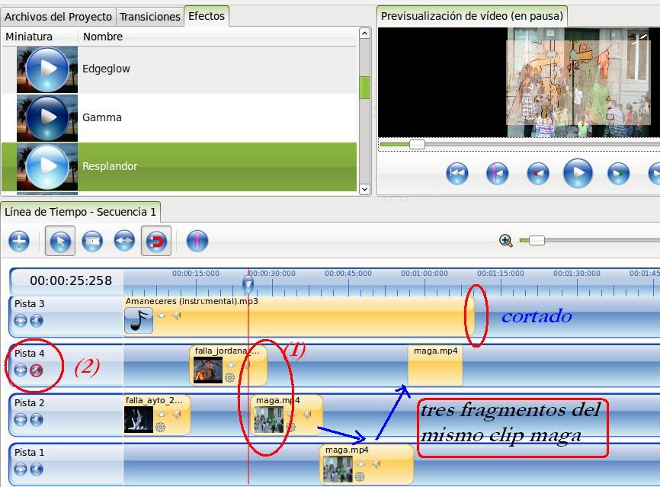 Archivos del Proyecto Transiciones Efectos
Previsualización de vídeo (en pausa)
Miniatura Nombre
Edgeglow
Gamma
Resplandor
Línea de Tiempo - Secuencia 1
00:00:25:258
00:00:15:000 00:00:30:000 00:00:45:000 00:01:00:000 00:01:15:000 00:01:30:000 00:01:45
Pista 3
Amaneceres (instrumental).mp3
cortado
Pista 4
(2)
falla_jordana_...
(1)
maga.mp4
Pista 2
falla_ayto_2...
maga.mp4
tres fragmentos del
mismo clip maga
Pista 1
maga.mp4